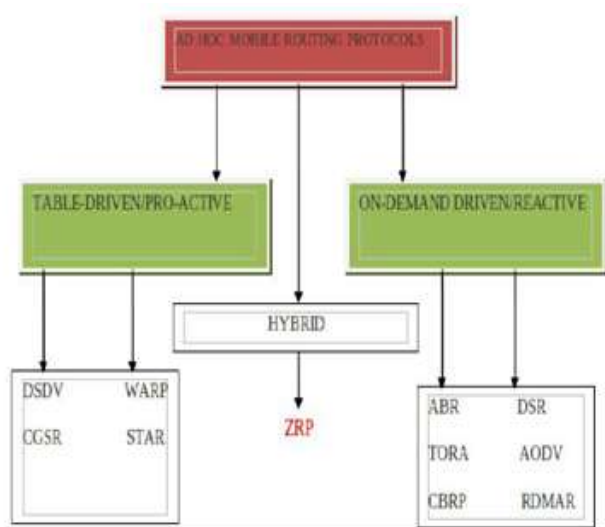 AD HOC MOBILE ROUTING PROTOCOLS
TABLE-DRIVEN/PRO-ACTIVE
ON-DEMAND DRIVEN/REACTIVE
HYBRID
DSDV WARP
CGSR STAR
ZRP
ABR DSR
TORA AODV
CBRP RDMAR